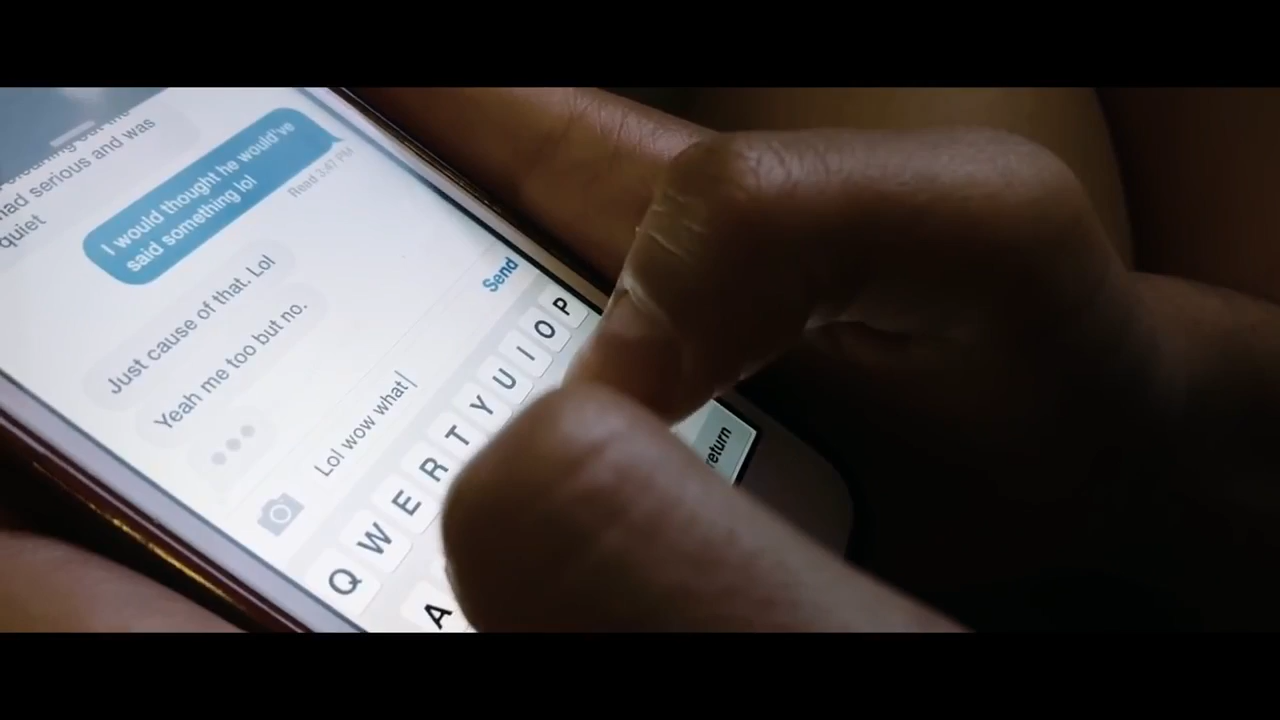 had serious and was
quiet
I would thought he would've
said something lol
Read 3:47 PM
Just cause of that. Lol
Yeah me too but no.
Lol wow what
Send
Q W E R T Y U I O P
A
return